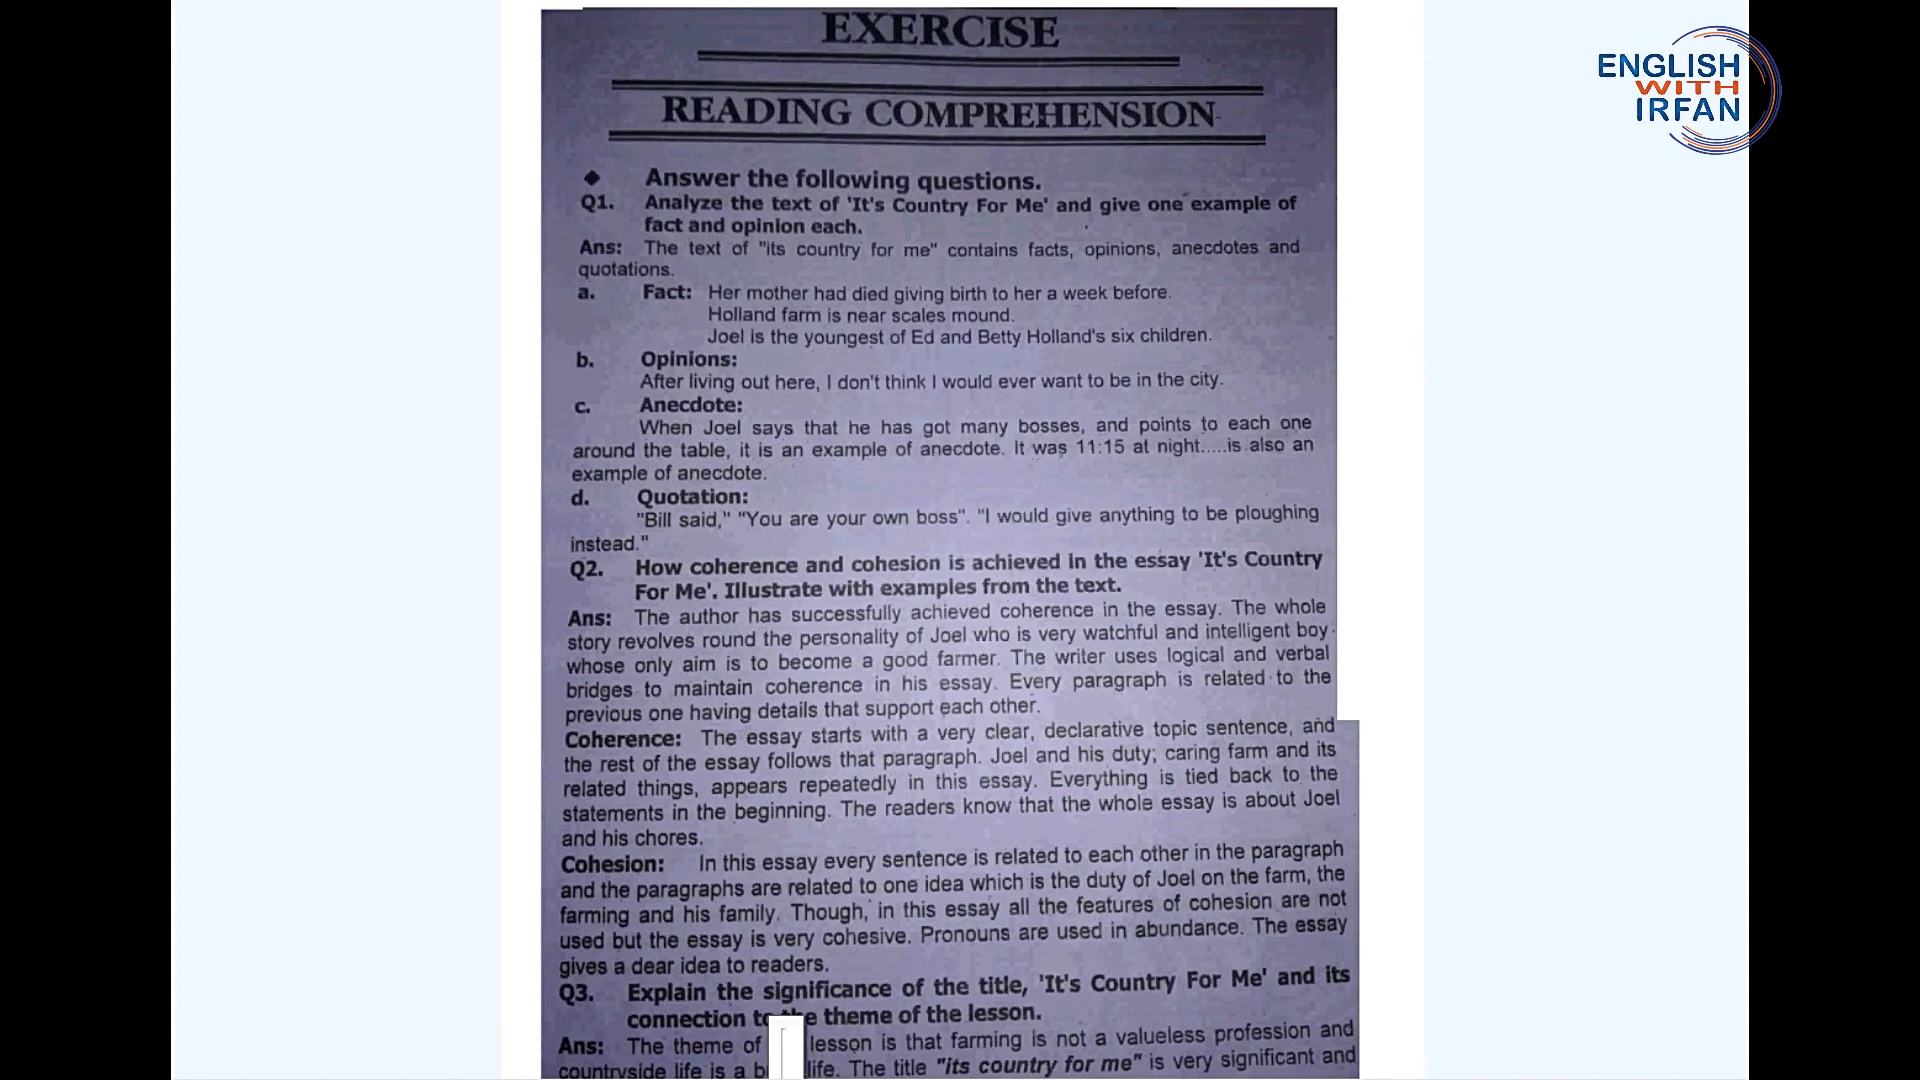 EXERCISE
READING COMPREHENSION
ENGLISH
WITH
IRFAN
◆ Answer the following questions.
Q1. Analyze the text of 'It's Country For Me' and give one example of
fact and opinion each.
Ans: The text of "its country for me" contains facts, opinions, anecdotes and
quotations.
a. Fact: Her mother had died giving birth to her a week before.
Holland farm is near scales mound.
Joel is the youngest of Ed and Betty Holland's six children.
b. Opinions:
After living out here, I don't think I would ever want to be in the city.
c. Anecdote:
When Joel says that he has got many bosses, and points to each one
around the table, it is an example of anecdote. It was 11:15 at night.....is also an
example of anecdote.
d. Quotation:
"Bill said," "You are your own boss". "I would give anything to be ploughing
instead."
Q2. How coherence and cohesion is achieved in the essay 'It's Country
For Me'. Illustrate with examples from the text.
Ans: The author has successfully achieved coherence in the essay. The whole
story revolves round the personality of Joel who is very watchful and intelligent boy
whose only aim is to become a good farmer. The writer uses logical and verbal
bridges to maintain coherence in his essay. Every paragraph is related to the
previous one having details that support each other.
Coherence: The essay starts with a very clear, declarative topic sentence, and
the rest of the essay follows that paragraph. Joel and his duty; caring farm and its
related things, appears repeatedly in this essay. Everything is tied back to the
statements in the beginning. The readers know that the whole essay is about Joel
and his chores.
Cohesion: In this essay every sentence is related to each other in the paragraph
and the paragraphs are related to one idea which is the duty of Joel on the farm, the
farming and his family. Though, in this essay all the features of cohesion are not
used but the essay is very cohesive. Pronouns are used in abundance. The essay
gives a dear idea to readers.
Q3. Explain the significance of the title, 'It's Country For Me' and its
connection to the theme of the lesson.
Ans: The theme of lesson is that farming is not a valueless profession and
countryside life is a life. The title "its country for me" is very significant and